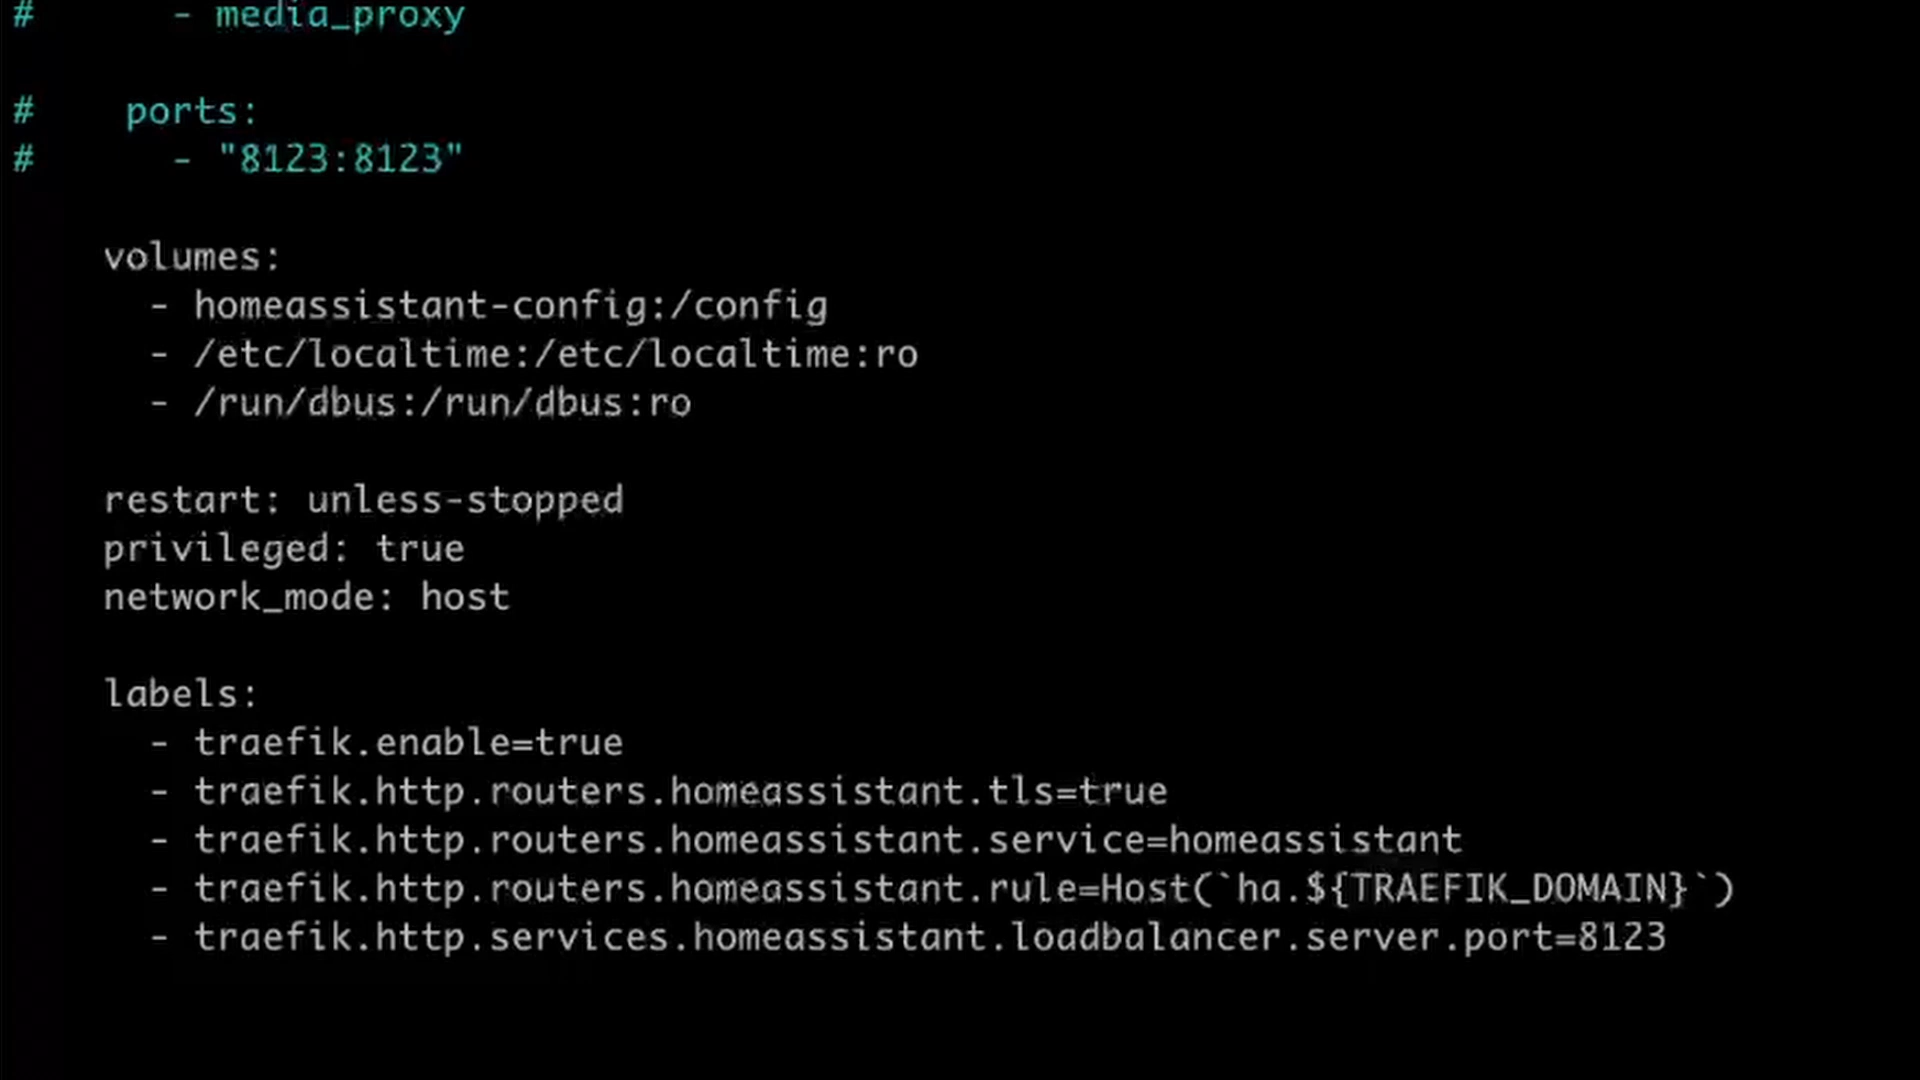 #      - media_proxy
#    ports:
#      - "8123:8123"
    volumes:
      - homeassistant-config:/config
      - /etc/localtime:/etc/localtime:ro
      - /run/dbus:/run/dbus:ro
    restart: unless-stopped
    privileged: true
    network_mode: host
    labels:
      - traefik.enable=true
      - traefik.http.routers.homeassistant.tls=true
      - traefik.http.routers.homeassistant.service=homeassistant
      - traefik.http.routers.homeassistant.rule=Host(`ha.${TRAEFIK_DOMAIN}`)
      - traefik.http.services.homeassistant.loadbalancer.server.port=8123